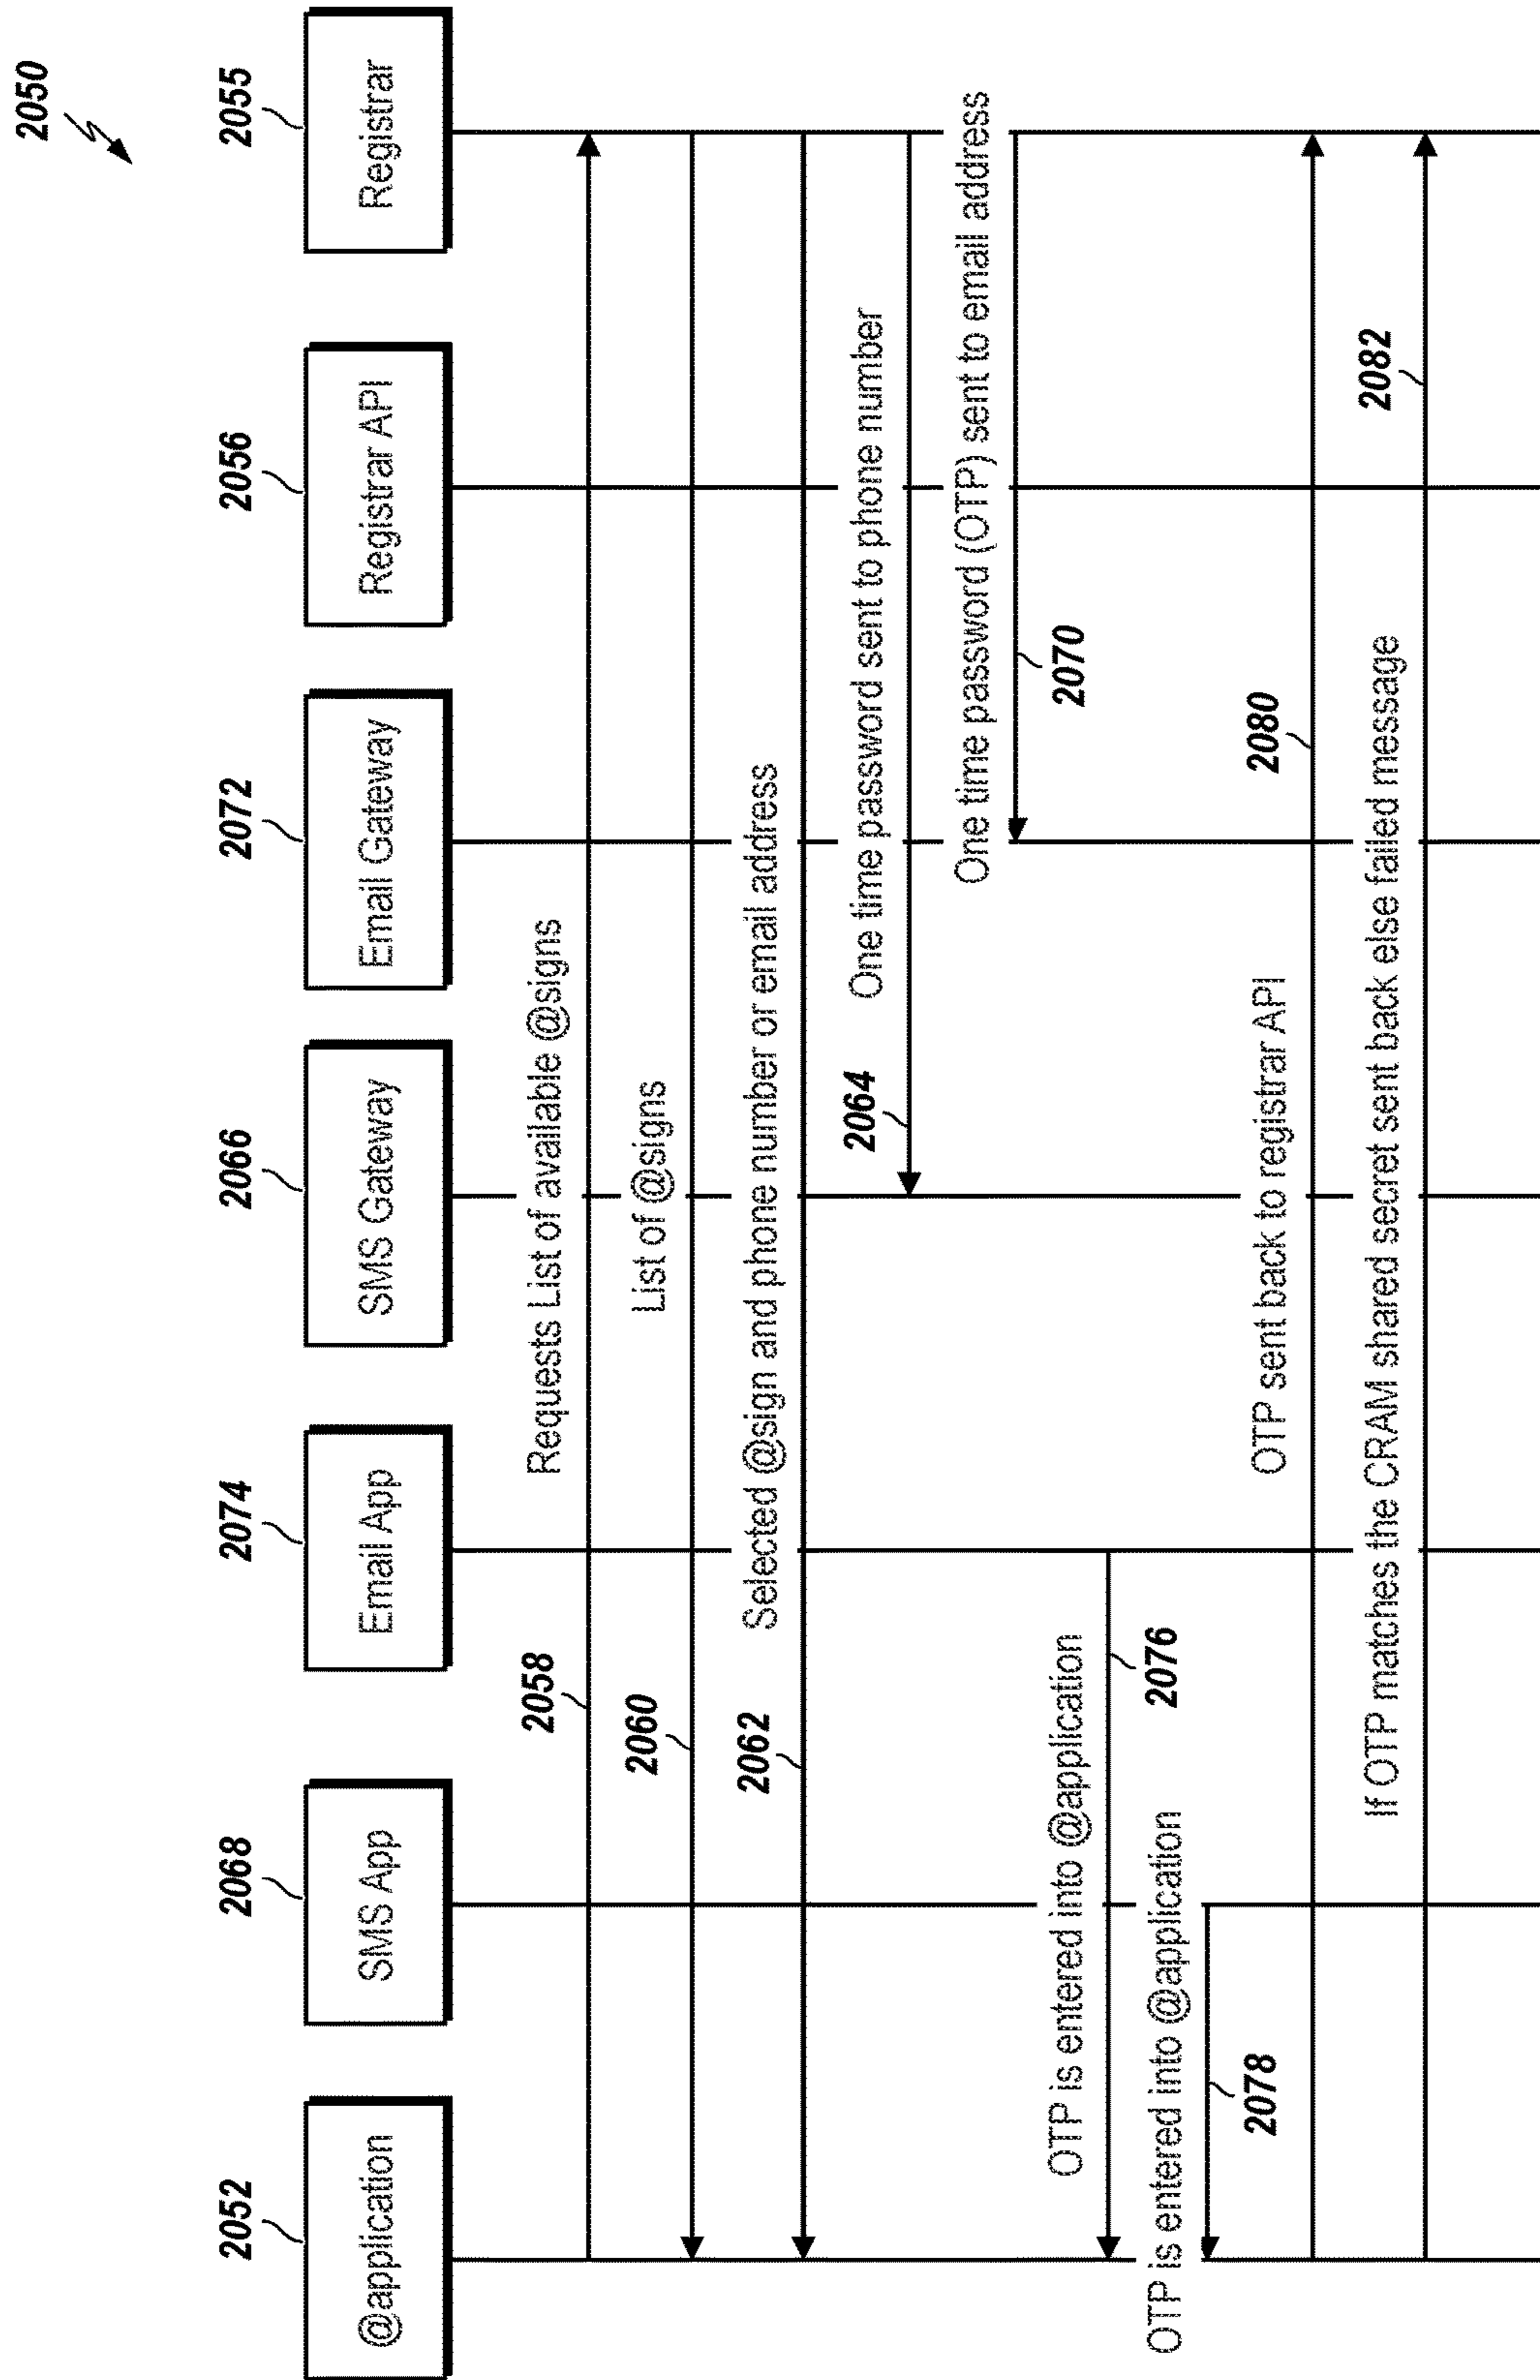 2050
2052
2068
2074
2066
2072
2056
2055
@application
SMS App
Email App
SMS Gateway
Email Gateway
Registrar API
Registrar
Requests List of available @signs
2058
List of @signs
2060
Selected @sign and phone number or email address
2062
One time password sent to phone number
2064
One time password (OTP) sent to email address
2070
OTP is entered into @application
2076
OTP is entered into @application
2078
OTP sent back to registrar API
2080
If OTP matches the CRAM shared secret sent back else failed message
2082